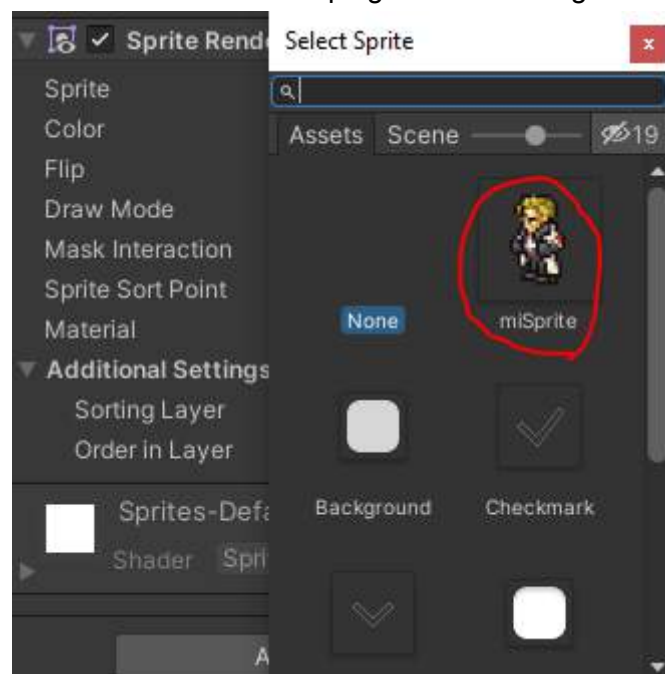 Sprite Rend
Select Sprite
x
Sprite
Color
Assets Scene
19
Flip
Draw Mode
Mask Interaction
Sprite Sort Point
Material
None
miSprite
Additional Settings
Sorting Layer
Order in Layer
Sprites-Defa
Background
Checkmark
Shader Spri
A